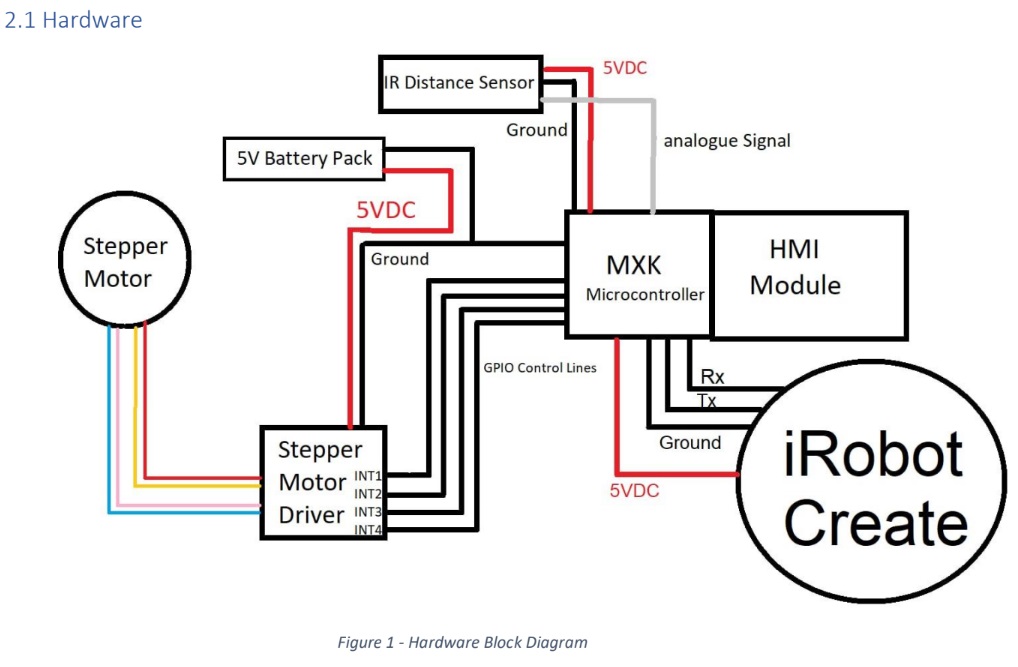 2.1 Hardware
IR Distance Sensor
5VDC
Ground
analogue Signal
5V Battery Pack
5VDC
Ground
Stepper
Motor
MXK
Microcontroller
HMI
Module
GPIO Control Lines
Rx
Tx
Ground
5VDC
iRobot
Create
Stepper
Motor
Driver
INT1
INT2
INT3
INT4
Figure 1 - Hardware Block Diagram